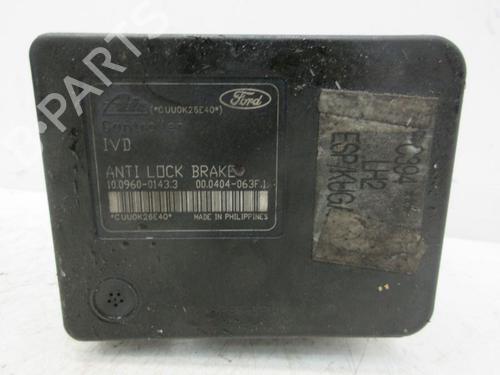 Ate (*CUU0K26E40*)
Ford
IVD
ANTI LOCK BRAKE
10.0960-0143.3 00.0404-063F.1
*CUU0K26E40* MADE IN PHILIPPINES
LH2
B-PARTS